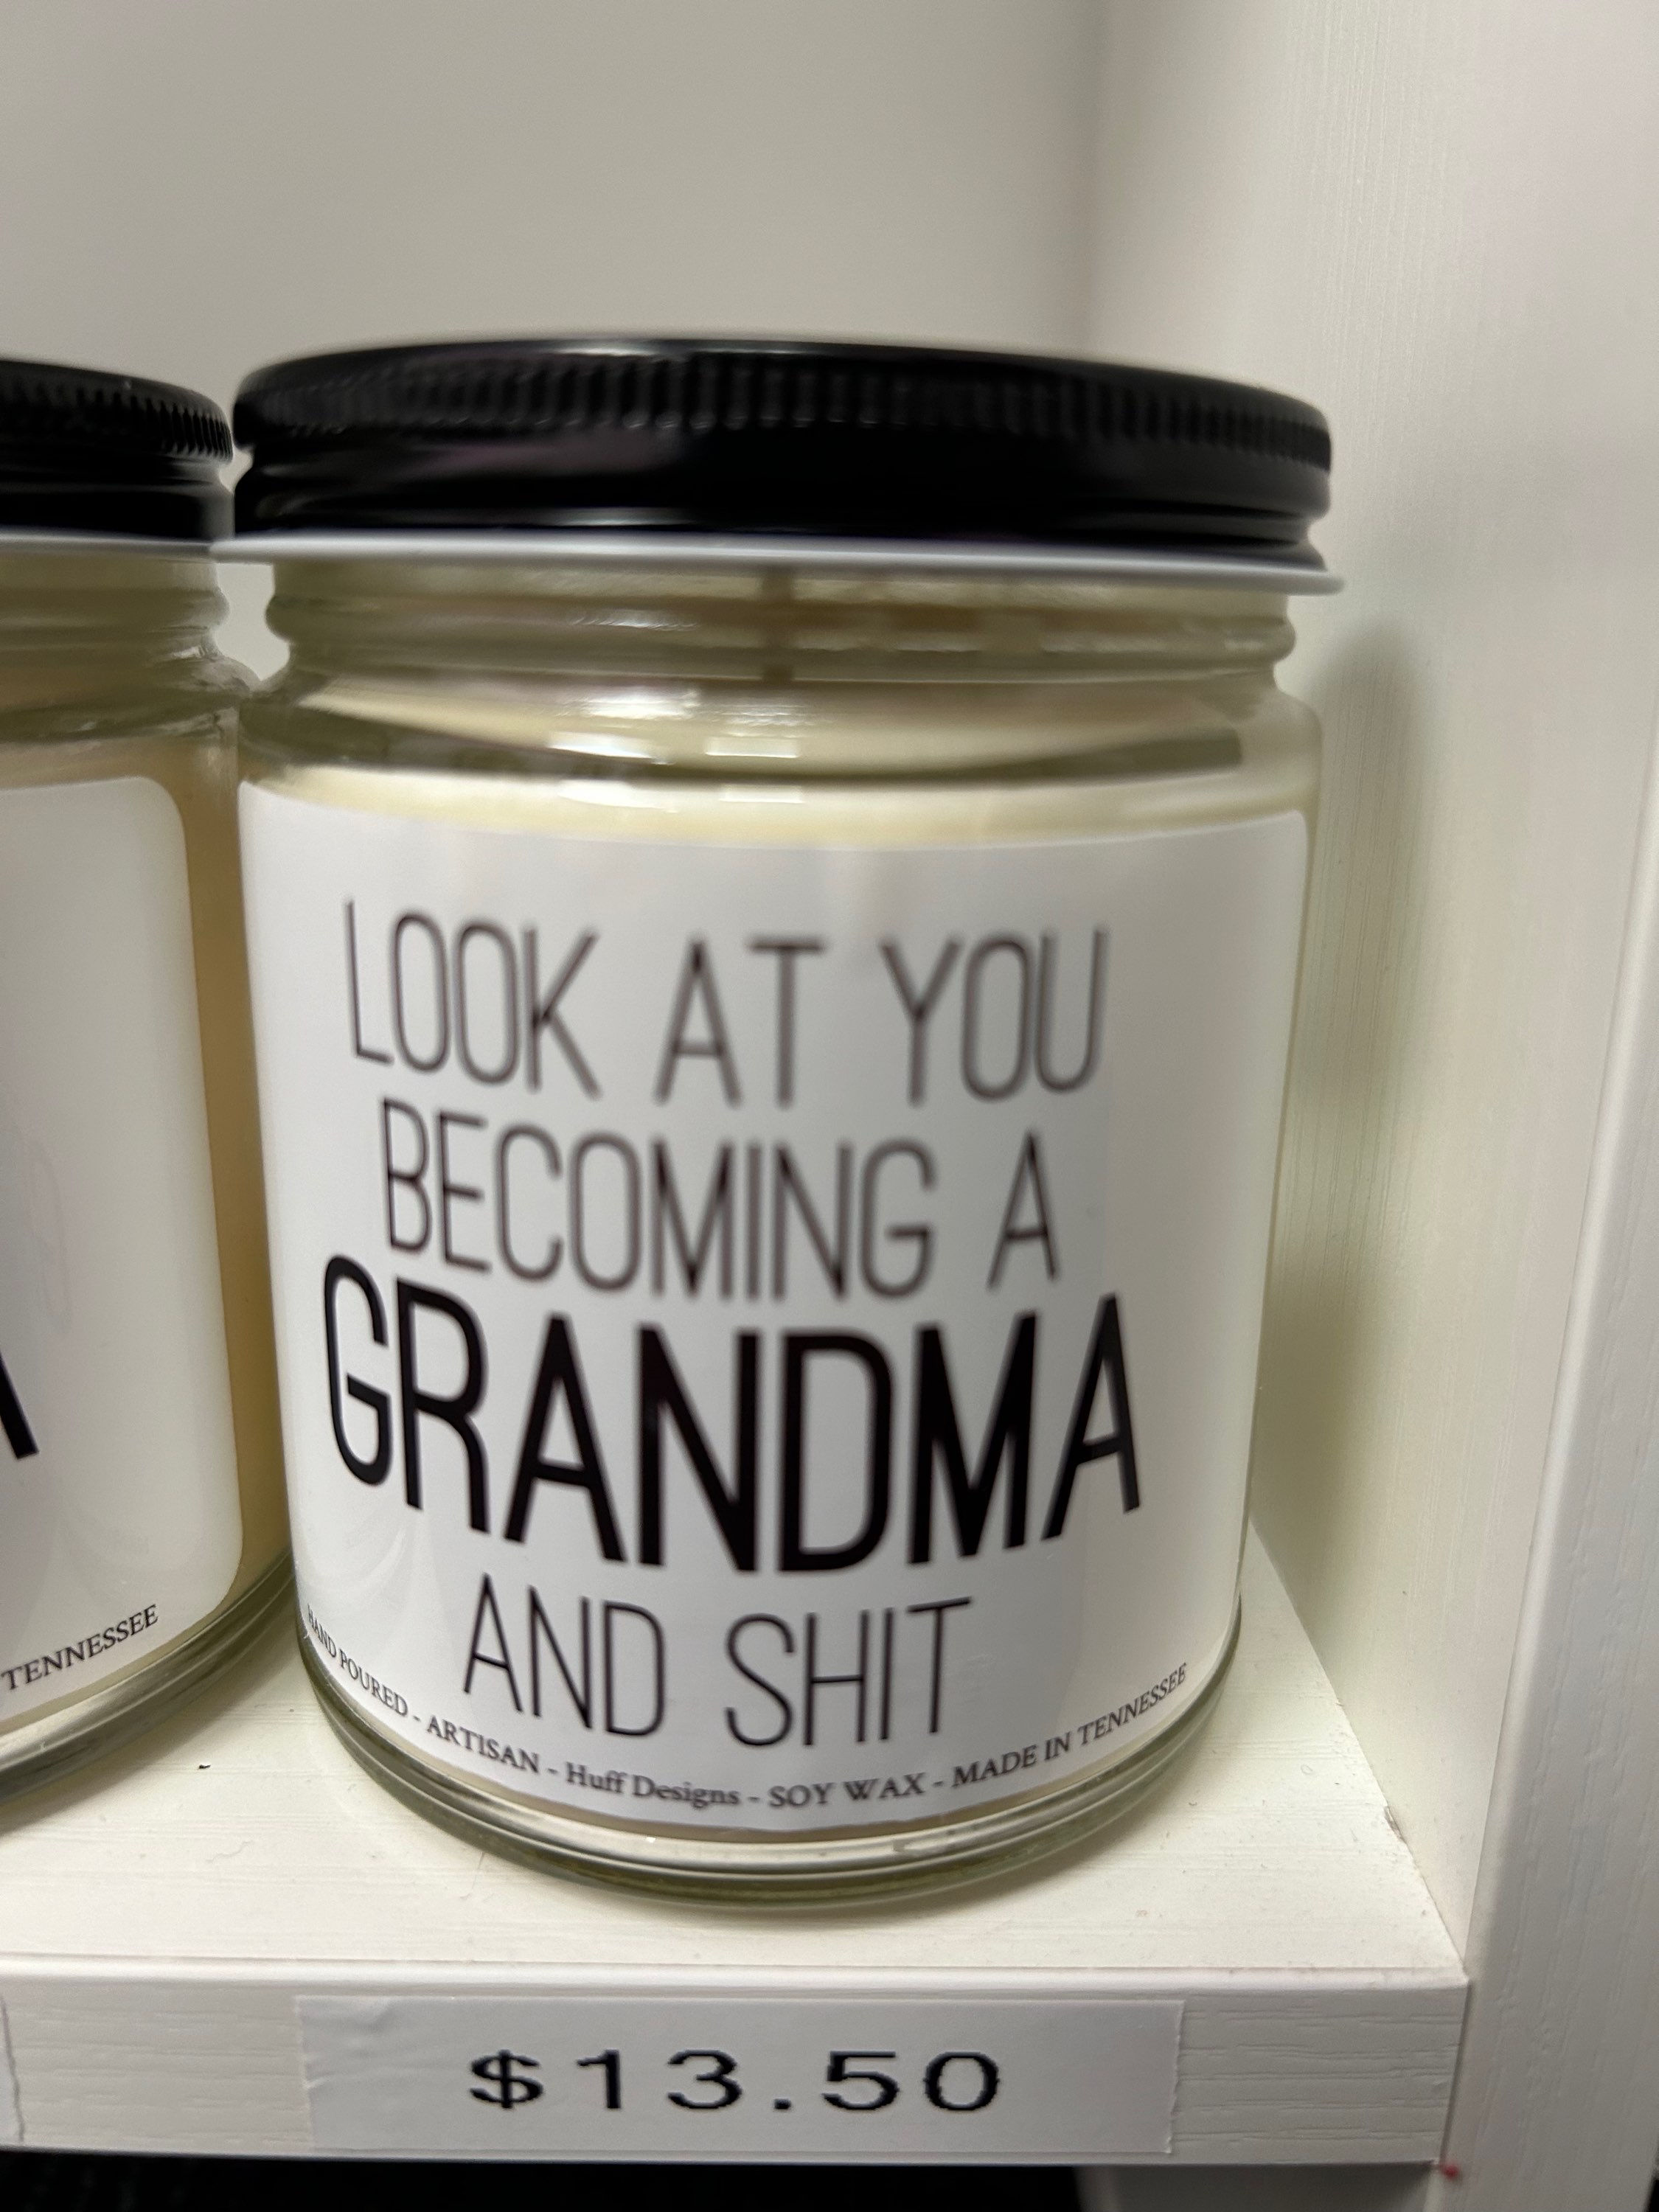 LOOK AT YOU
BECOMING A
GRANDMA
AND SHIT
HAND POURED - ARTISAN - Huff Designs - SOY WAX - MADE IN TENNESSEE
TENNESSEE
$13.50